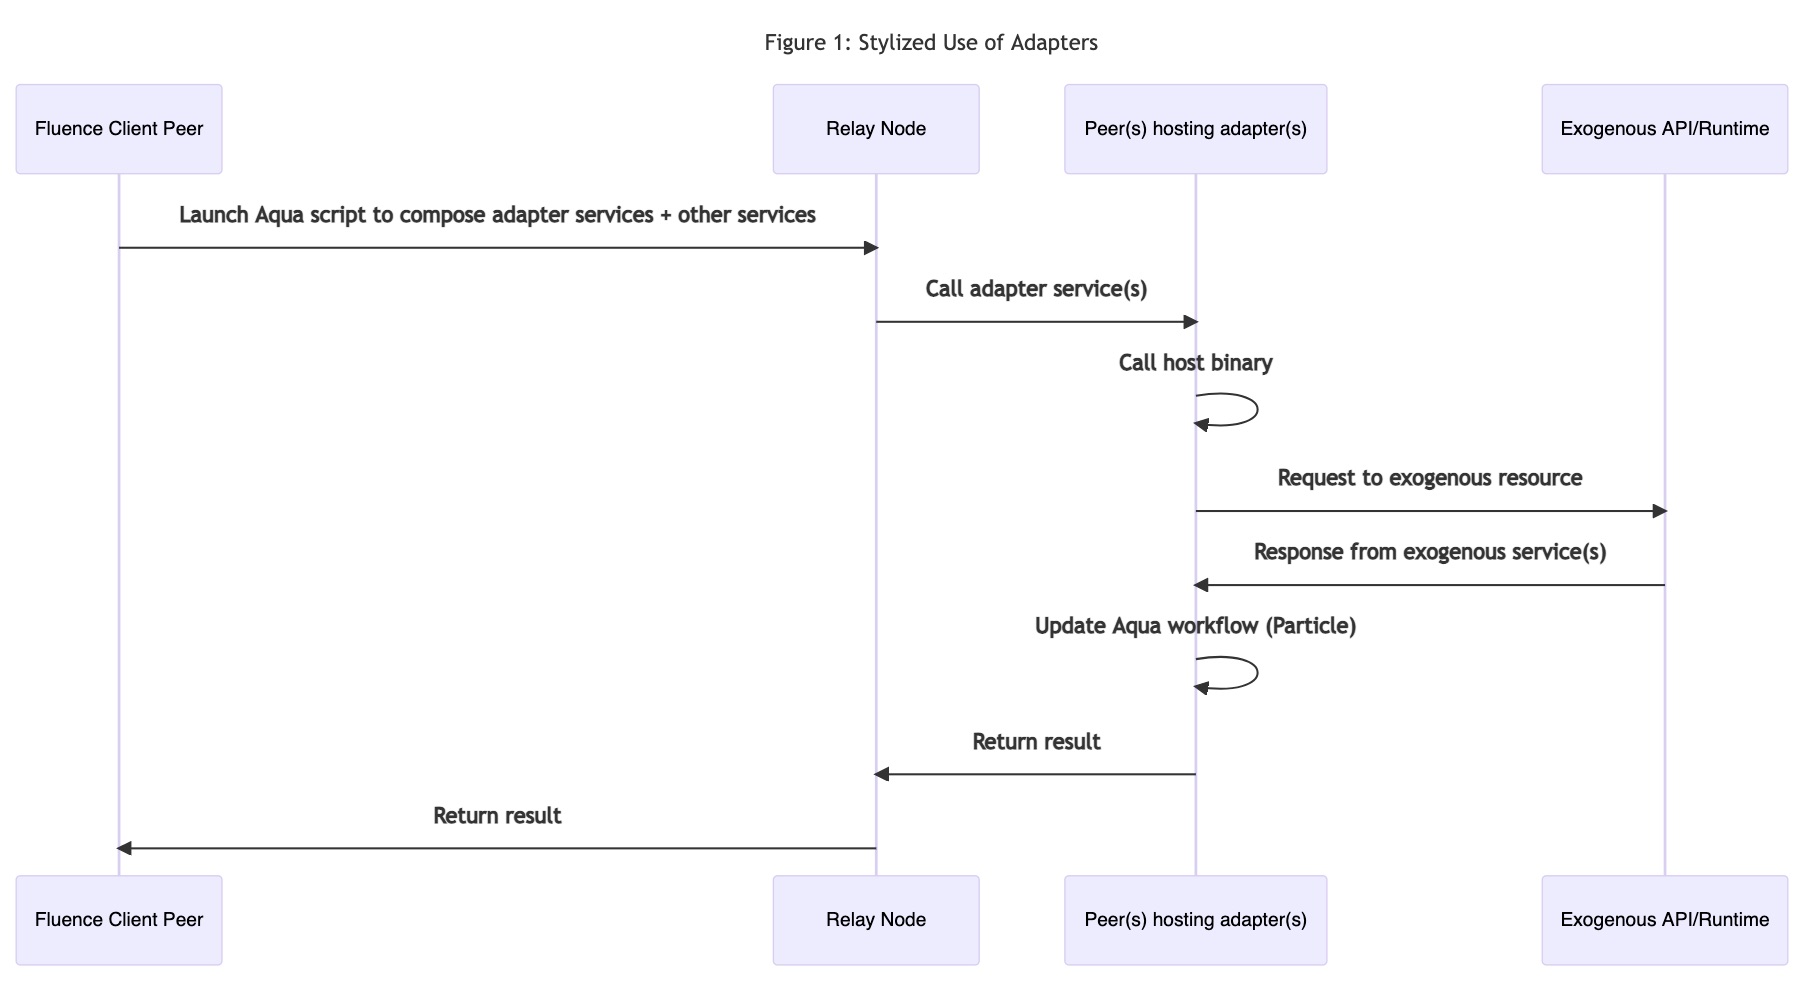 Figure 1: Stylized Use of Adapters
Fluence Client Peer
Relay Node
Peer(s) hosting adapter(s)
Exogenous API/Runtime
Launch Aqua script to compose adapter services + other services
Call adapter service(s)
Call host binary
Request to exogenous resource
Response from exogenous service(s)
Update Aqua workflow (Particle)
Return result
Return result
Fluence Client Peer
Relay Node
Peer(s) hosting adapter(s)
Exogenous API/Runtime